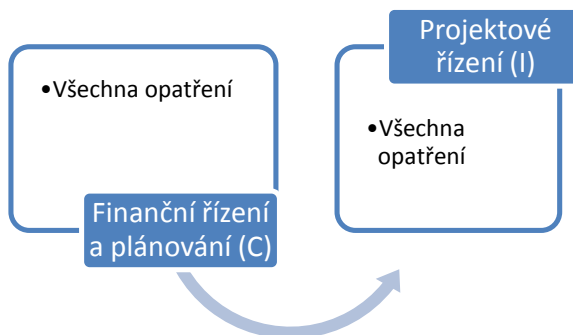 •Všechna opatření
Finanční řízení
a plánování (C)
Projektové
řízení (I)
•Všechna
opatření